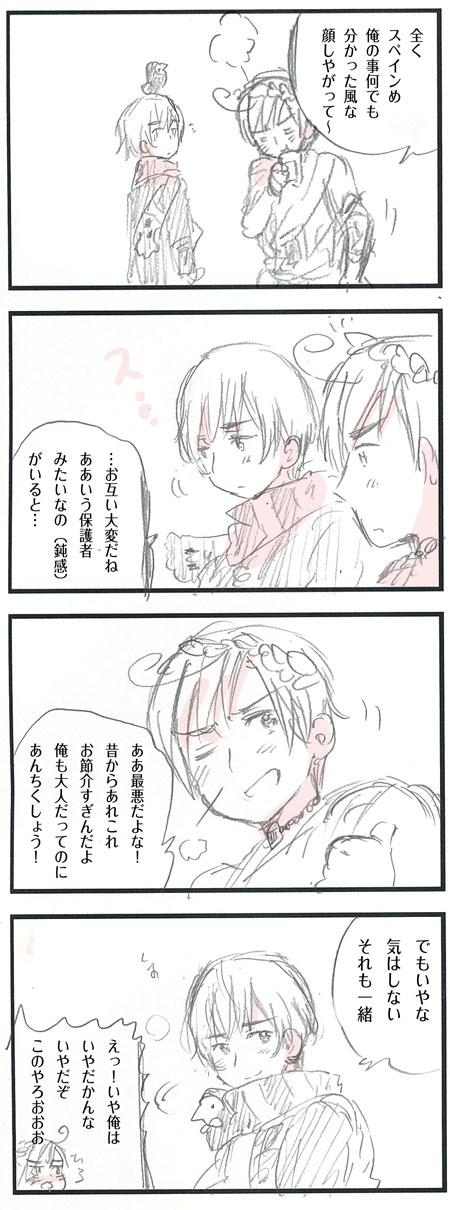 全く
スペインめ
俺の事何でも
分かった風な
顔しやがって～
ス…
…お互い大変だね
ああいう保護者
みたいなの（鈍感）
がいると…
ああ最悪だよな！
昔からあれこれ
お節介すぎんだよ
俺も大人だってのに
あんちくしょう！
でもいやな
気はしない
それも一緒
えっ！いや俺は
いやだかんな
いやだぞ
このやろおおお